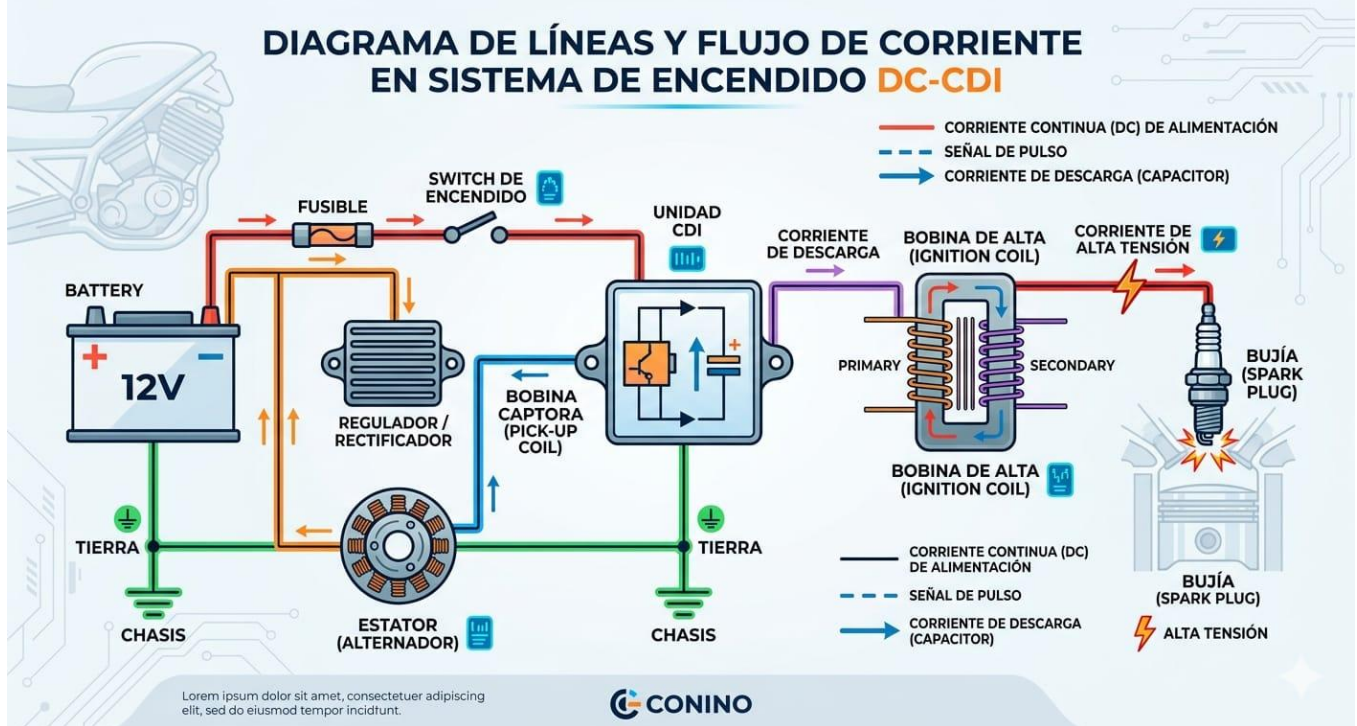 DIAGRAMA DE LÍNEAS Y FLUJO DE CORRIENTE
EN SISTEMA DE ENCENDIDO DC-CDI
CORRIENTE CONTINUA (DC) DE ALIMENTACIÓN
SEÑAL DE PULSO
CORRIENTE DE DESCARGA (CAPACITOR)
FUSIBLE
SWITCH DE
ENCENDIDO
UNIDAD
CDI
CORRIENTE
DE DESCARGA
BOBINA DE ALTA
(IGNITION COIL)
CORRIENTE DE
ALTA TENSIÓN
BATTERY
+
−
12V
REGULADOR /
RECTIFICADOR
BOBINA
CAPTORA
(PICK-UP
COIL)
+
PRIMARY
SECONDARY
BUJÍA
(SPARK
PLUG)
BOBINA DE ALTA
(IGNITION COIL)
TIERRA
TIERRA
CHASIS
ESTATOR
(ALTERNADOR)
CHASIS
CORRIENTE CONTINUA (DC)
DE ALIMENTACIÓN
SEÑAL DE PULSO
CORRIENTE DE DESCARGA
(CAPACITOR)
BUJÍA
(SPARK PLUG)
ALTA TENSIÓN
Lorem ipsum dolor sit amet, consectetuer adipiscing
elit, sed do eiusmod tempor incidfunt.
CONINO